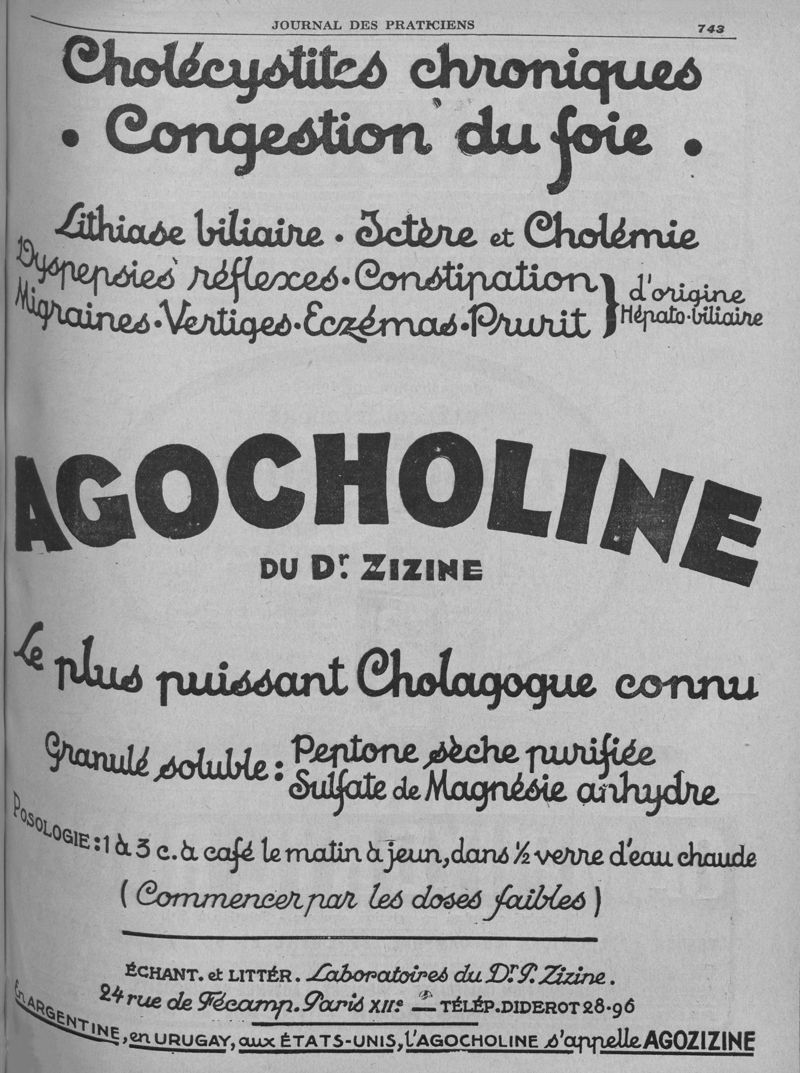 JOURNAL DES PRATICIENS 743
Cholécystites chroniques
• Congestion du foie •
Lithiase biliaire • Ictère et Cholémie
Dyspepsies réflexes • Constipation
Migraines • Vertiges • Eczémas • Prurit } d'origine
Hépato-biliaire
AGOCHOLINE
DU Dr. ZIZINE
Le plus puissant Cholagogue connu
Granulé soluble : Peptone sèche purifiée
Sulfate de Magnésie anhydre
POSOLOGIE : 1 à 3 c. à café le matin à jeun, dans ½ verre d'eau chaude
(Commencer par les doses faibles)
ÉCHANT. et LITTÉR. Laboratoires du Dr. P. Zizine.
24 rue de Fécamp. Paris XIIe — TÉLÉP. DIDEROT 28-96
En ARGENTINE, en URUGAY, aux ÉTATS-UNIS, l'AGOCHOLINE s'appelle AGOZIZINE